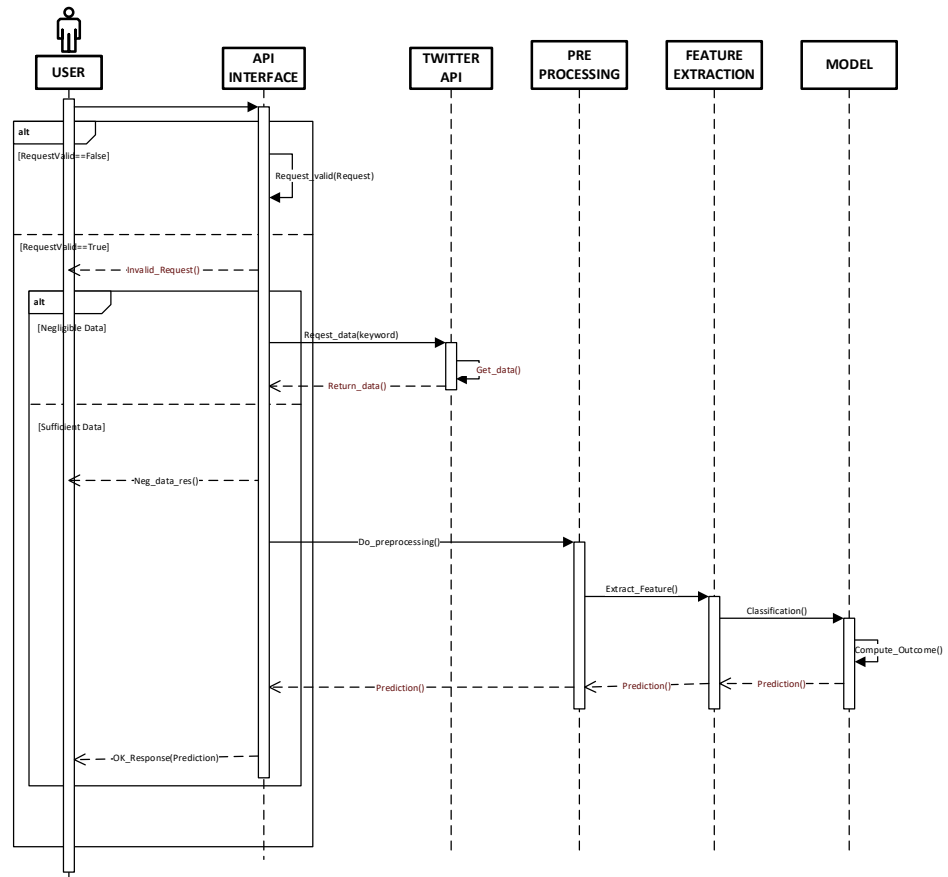 USER
API
INTERFACE
TWITTER
API
PRE
PROCESSING
FEATURE
EXTRACTION
MODEL
alt
[RequestValid==False]
Request_valid(Request)
[RequestValid==True]
Invalid_Request()
alt
[Negligible Data]
Reqest_data(keyword)
Get_data()
Return_data()
[Sufficient Data]
Neg_data_res()
Do_preprocessing()
Extract_Feature()
Classification()
Compute_Outcome()
Prediction()
Prediction()
Prediction()
OK_Response(Prediction)